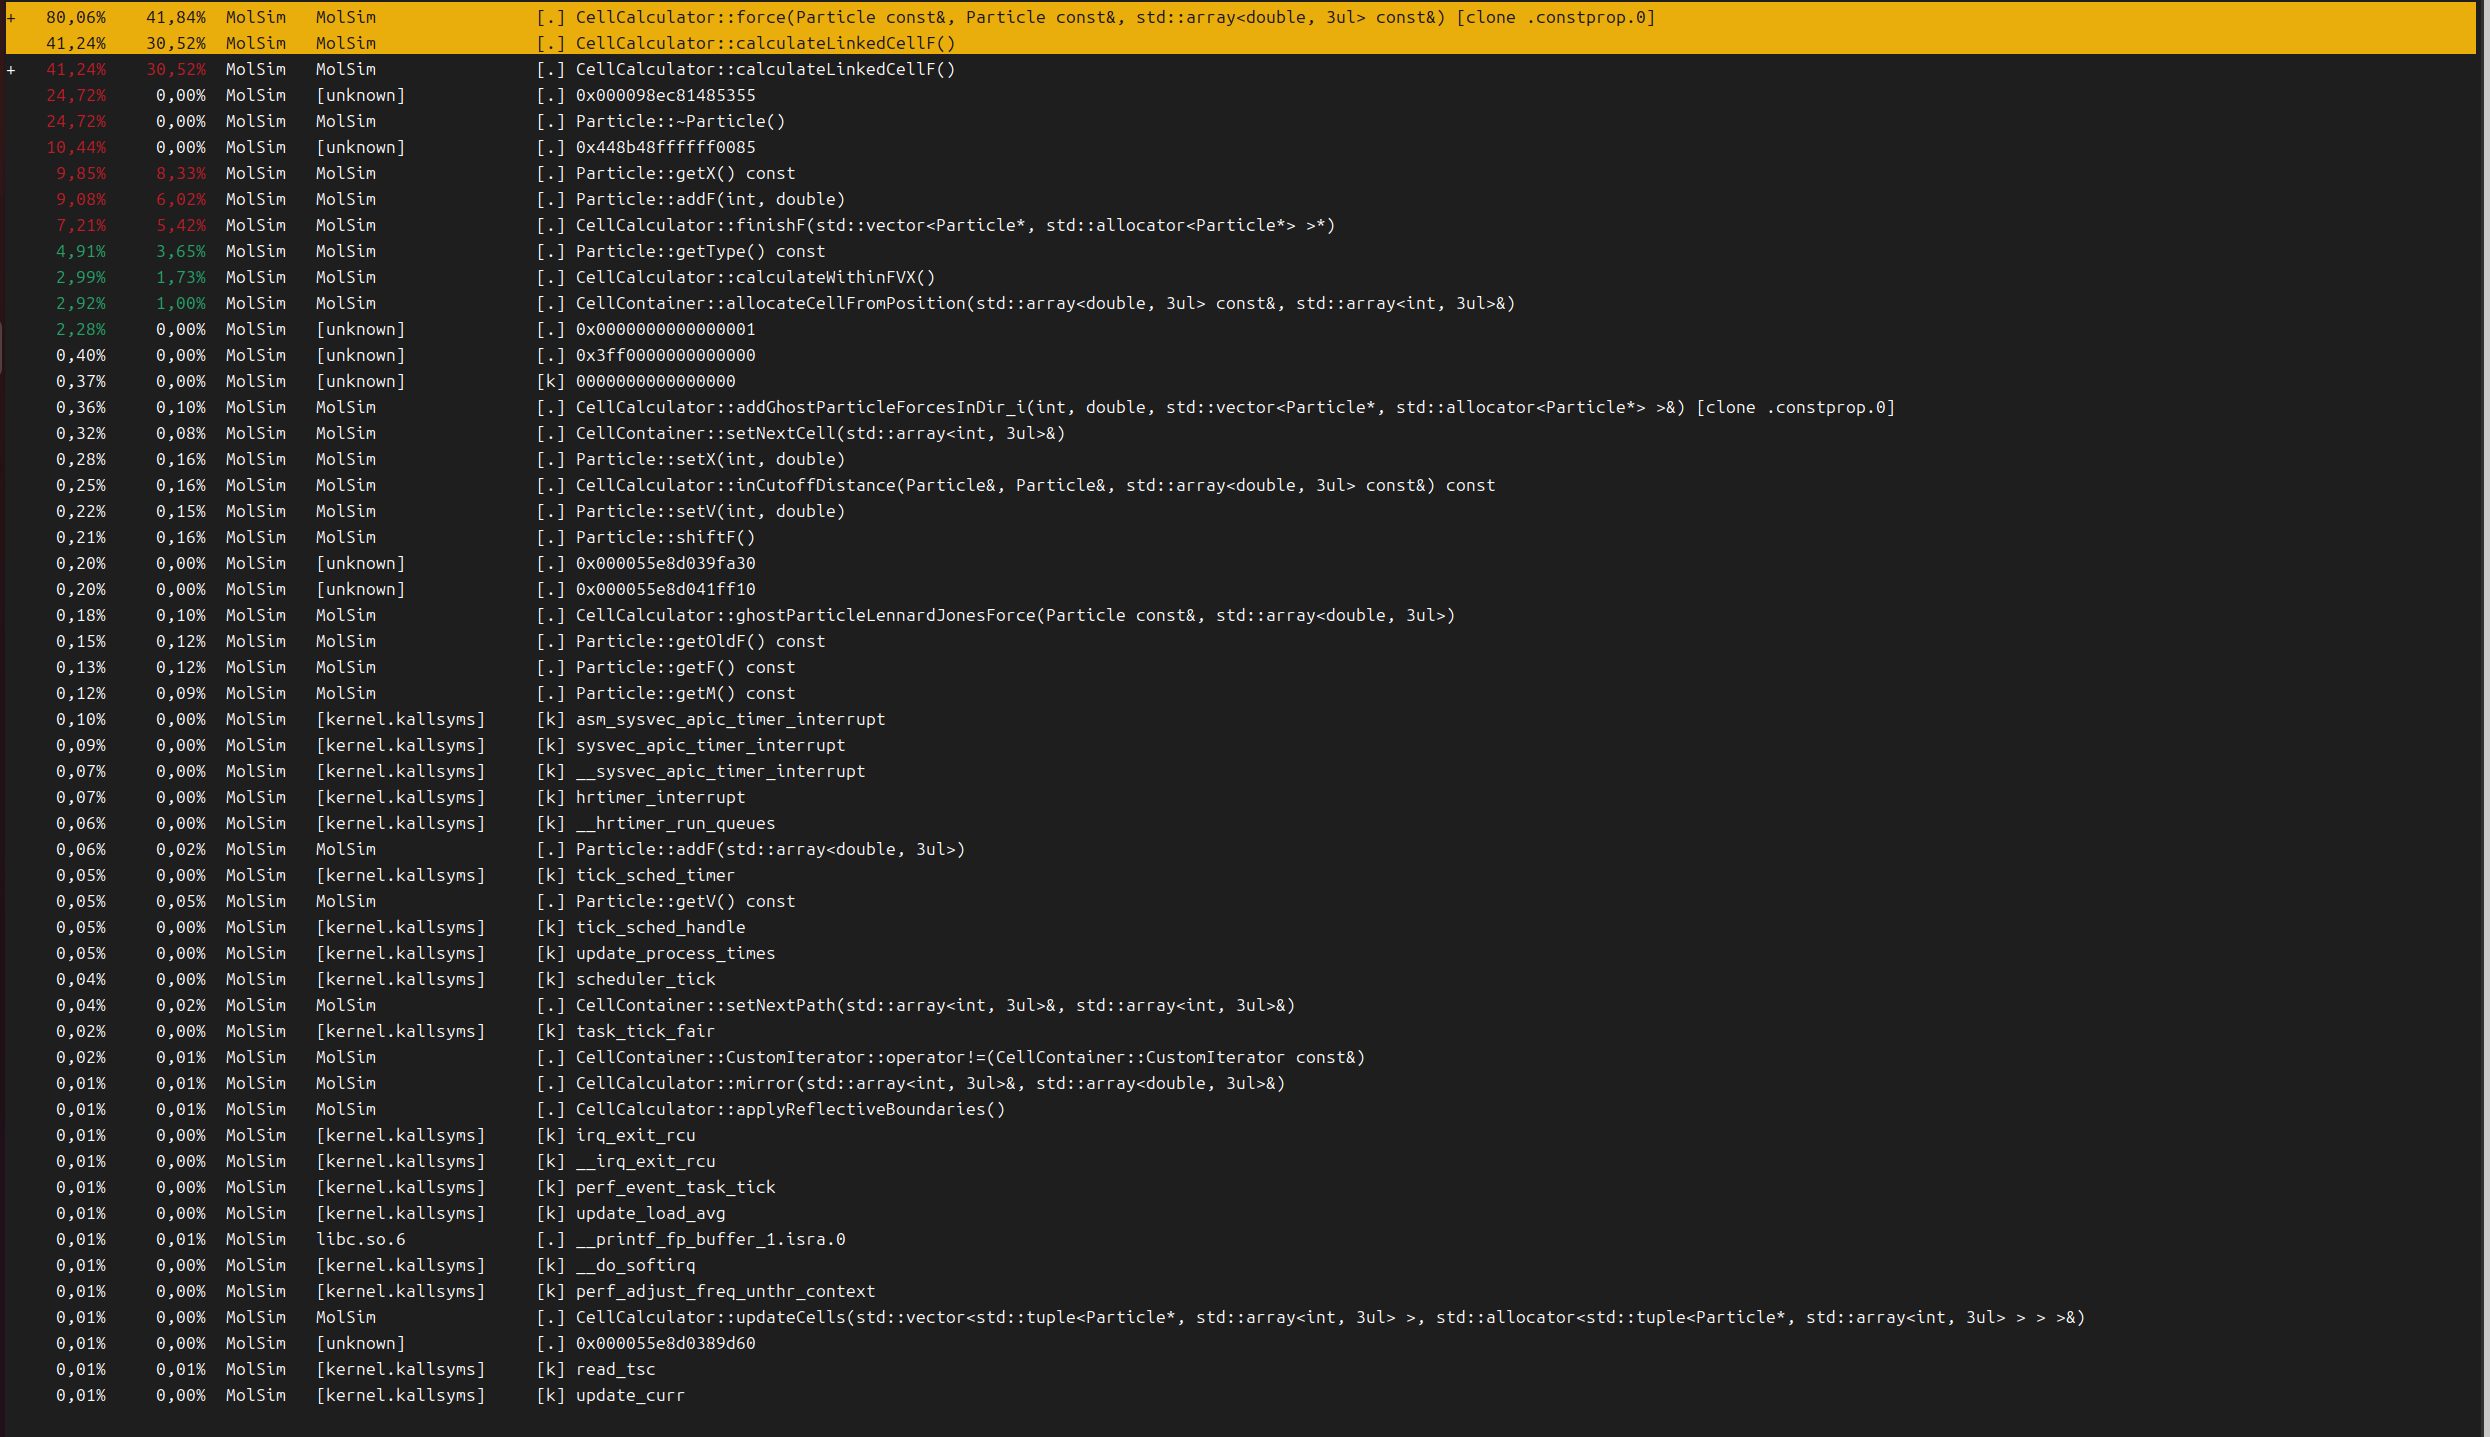 +   80,06%    41,84%  MolSim   MolSim                [.] CellCalculator::force(Particle const&, Particle const&, std::array<double, 3ul> const&) [clone .constprop.0]
    41,24%    30,52%  MolSim   MolSim                [.] CellCalculator::calculateLinkedCellF()
+   41,24%    30,52%  MolSim   MolSim                [.] CellCalculator::calculateLinkedCellF()
    24,72%     0,00%  MolSim   [unknown]             [.] 0x000098ec81485355
    24,72%     0,00%  MolSim   MolSim                [.] Particle::~Particle()
    10,44%     0,00%  MolSim   [unknown]             [.] 0x448b48ffffff0085
     9,85%     8,33%  MolSim   MolSim                [.] Particle::getX() const
     9,08%     6,02%  MolSim   MolSim                [.] Particle::addF(int, double)
     7,21%     5,42%  MolSim   MolSim                [.] CellCalculator::finishF(std::vector<Particle*, std::allocator<Particle*> >*)
     4,91%     3,65%  MolSim   MolSim                [.] Particle::getType() const
     2,99%     1,73%  MolSim   MolSim                [.] CellCalculator::calculateWithinFVX()
     2,92%     1,00%  MolSim   MolSim                [.] CellContainer::allocateCellFromPosition(std::array<double, 3ul> const&, std::array<int, 3ul>&)
     2,28%     0,00%  MolSim   [unknown]             [.] 0x0000000000000001
     0,40%     0,00%  MolSim   [unknown]             [.] 0x3ff0000000000000
     0,37%     0,00%  MolSim   [unknown]             [k] 0000000000000000
     0,36%     0,10%  MolSim   MolSim                [.] CellCalculator::addGhostParticleForcesInDir_i(int, double, std::vector<Particle*, std::allocator<Particle*> >&) [clone .constprop.0]
     0,32%     0,08%  MolSim   MolSim                [.] CellContainer::setNextCell(std::array<int, 3ul>&)
     0,28%     0,16%  MolSim   MolSim                [.] Particle::setX(int, double)
     0,25%     0,16%  MolSim   MolSim                [.] CellCalculator::inCutoffDistance(Particle&, Particle&, std::array<double, 3ul> const&) const
     0,22%     0,15%  MolSim   MolSim                [.] Particle::setV(int, double)
     0,21%     0,16%  MolSim   MolSim                [.] Particle::shiftF()
     0,20%     0,00%  MolSim   [unknown]             [.] 0x000055e8d039fa30
     0,20%     0,00%  MolSim   [unknown]             [.] 0x000055e8d041ff10
     0,18%     0,10%  MolSim   MolSim                [.] CellCalculator::ghostParticleLennardJonesForce(Particle const&, std::array<double, 3ul>)
     0,15%     0,12%  MolSim   MolSim                [.] Particle::getOldF() const
     0,13%     0,12%  MolSim   MolSim                [.] Particle::getF() const
     0,12%     0,09%  MolSim   MolSim                [.] Particle::getM() const
     0,10%     0,00%  MolSim   [kernel.kallsyms]     [k] asm_sysvec_apic_timer_interrupt
     0,09%     0,00%  MolSim   [kernel.kallsyms]     [k] sysvec_apic_timer_interrupt
     0,07%     0,00%  MolSim   [kernel.kallsyms]     [k] __sysvec_apic_timer_interrupt
     0,07%     0,00%  MolSim   [kernel.kallsyms]     [k] hrtimer_interrupt
     0,06%     0,00%  MolSim   [kernel.kallsyms]     [k] __hrtimer_run_queues
     0,06%     0,02%  MolSim   MolSim                [.] Particle::addF(std::array<double, 3ul>)
     0,05%     0,00%  MolSim   [kernel.kallsyms]     [k] tick_sched_timer
     0,05%     0,05%  MolSim   MolSim                [.] Particle::getV() const
     0,05%     0,00%  MolSim   [kernel.kallsyms]     [k] tick_sched_handle
     0,05%     0,00%  MolSim   [kernel.kallsyms]     [k] update_process_times
     0,04%     0,00%  MolSim   [kernel.kallsyms]     [k] scheduler_tick
     0,04%     0,02%  MolSim   MolSim                [.] CellContainer::setNextPath(std::array<int, 3ul>&, std::array<int, 3ul>&)
     0,02%     0,00%  MolSim   [kernel.kallsyms]     [k] task_tick_fair
     0,02%     0,01%  MolSim   MolSim                [.] CellContainer::CustomIterator::operator!=(CellContainer::CustomIterator const&)
     0,01%     0,01%  MolSim   MolSim                [.] CellCalculator::mirror(std::array<int, 3ul>&, std::array<double, 3ul>&)
     0,01%     0,01%  MolSim   MolSim                [.] CellCalculator::applyReflectiveBoundaries()
     0,01%     0,00%  MolSim   [kernel.kallsyms]     [k] irq_exit_rcu
     0,01%     0,00%  MolSim   [kernel.kallsyms]     [k] __irq_exit_rcu
     0,01%     0,00%  MolSim   [kernel.kallsyms]     [k] perf_event_task_tick
     0,01%     0,00%  MolSim   [kernel.kallsyms]     [k] update_load_avg
     0,01%     0,01%  MolSim   libc.so.6             [.] __printf_fp_buffer_1.isra.0
     0,01%     0,00%  MolSim   [kernel.kallsyms]     [k] __do_softirq
     0,01%     0,00%  MolSim   [kernel.kallsyms]     [k] perf_adjust_freq_unthr_context
     0,01%     0,00%  MolSim   MolSim                [.] CellCalculator::updateCells(std::vector<std::tuple<Particle*, std::array<int, 3ul> >, std::allocator<std::tuple<Particle*, std::array<int, 3ul> > > >&)
     0,01%     0,00%  MolSim   [unknown]             [.] 0x000055e8d0389d60
     0,01%     0,01%  MolSim   [kernel.kallsyms]     [k] read_tsc
     0,01%     0,00%  MolSim   [kernel.kallsyms]     [k] update_curr